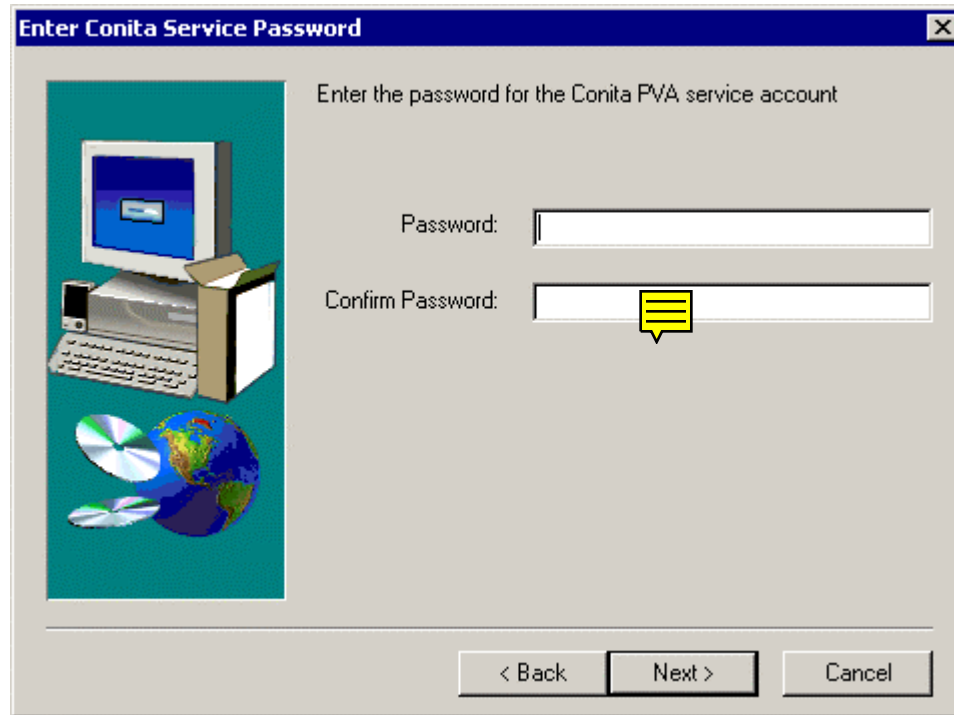 Enter Conita Service Password
Enter the password for the Conita PVA service account
Password:
Confirm Password:
< Back
Next >
Cancel